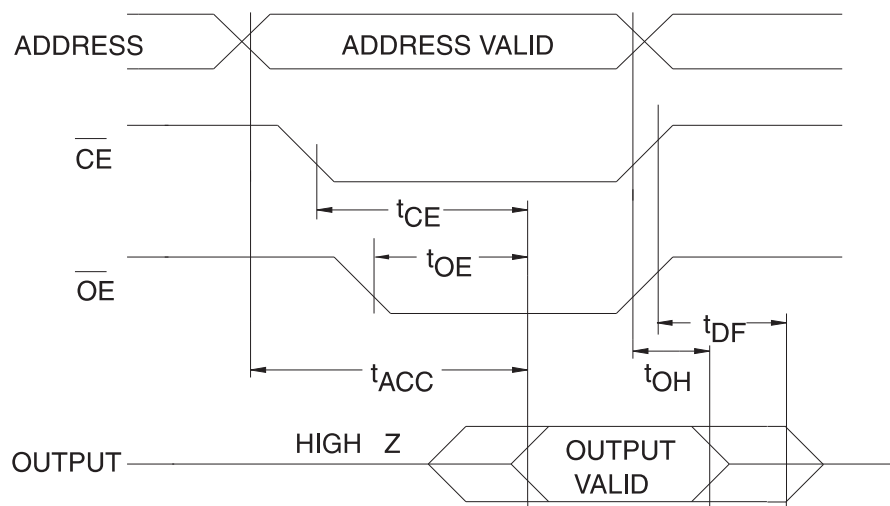 ADDRESS
ADDRESS VALID
CE
tCE
OE
tOE
tDF
tACC
tOH
HIGH Z
OUTPUT
OUTPUT
VALID